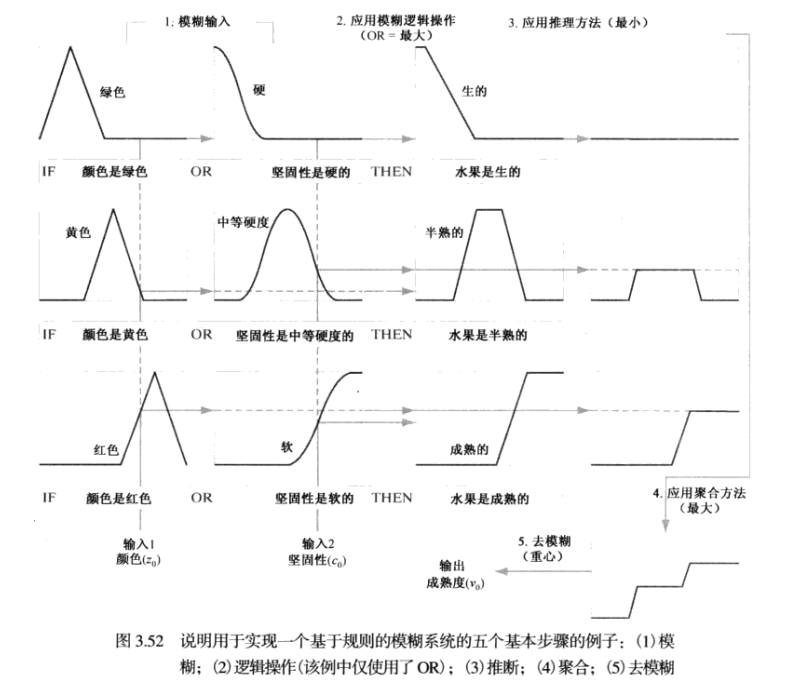 1. 模糊输入
2. 应用模糊逻辑操作
(OR = 最大)
3. 应用推理方法(最小)
绿色
硬
生的
IF 颜色是绿色 OR 坚固性是硬的 THEN 水果是生的
黄色
中等硬度
半熟的
IF 颜色是黄色 OR 坚固性是中等硬度的 THEN 水果是半熟的
红色
软
成熟的
IF 颜色是红色 OR 坚固性是软的 THEN 水果是成熟的
4. 应用聚合方法
(最大)
输入1
颜色(z₀)
输入2
坚固性(c₀)
5. 去模糊
(重心)
输出
成熟度(v₀)
图 3.52 说明用于实现一个基于规则的模糊系统的五个基本步骤的例子:(1)模
糊;(2)逻辑操作(该例中仅使用了 OR);(3)推断;(4)聚合;(5)去模糊